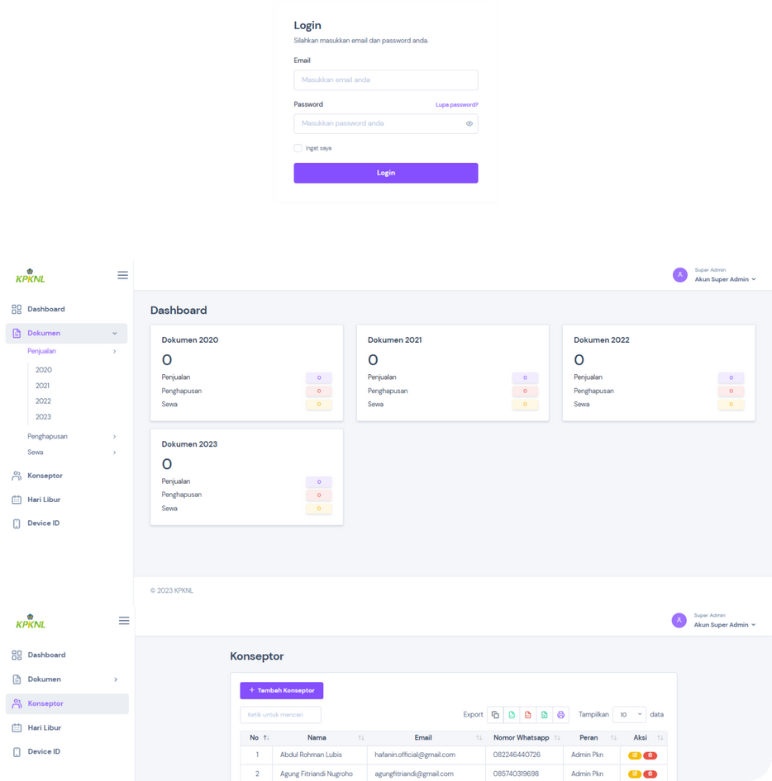 Login
Silahkan masukkan email dan password anda.
Email
Masukkan email anda
Password Lupa password?
Masukkan password anda
Ingat saya
Login
KPKNL
Super Admin
A Akun Super Admin
Dashboard
Dokumen
Penjualan
2020
2021
2022
2023
Penghapusan
Sewa
Konseptor
Hari Libur
Device ID
Dashboard
Dokumen 2020
0
Penjualan 0
Penghapusan 0
Sewa 0
Dokumen 2021
0
Penjualan 0
Penghapusan 0
Sewa 0
Dokumen 2022
0
Penjualan 0
Penghapusan 0
Sewa 0
Dokumen 2023
0
Penjualan 0
Penghapusan 0
Sewa 0
© 2023 KPKNL
KPKNL
Super Admin
A Akun Super Admin
Dashboard
Dokumen
Konseptor
Hari Libur
Device ID
Konseptor
+ Tambah Konseptor
Ketik untuk mencari Export Tampilkan 10 data
No Nama Email Nomor Whatsapp Peran Aksi
1 Abdul Rohman Lubis hafanin.official@gmail.com 082246440726 Admin Pkn
2 Agung Fitriandi Nugroho agungfitriandi@gmail.com 085740319698 Admin Pkn